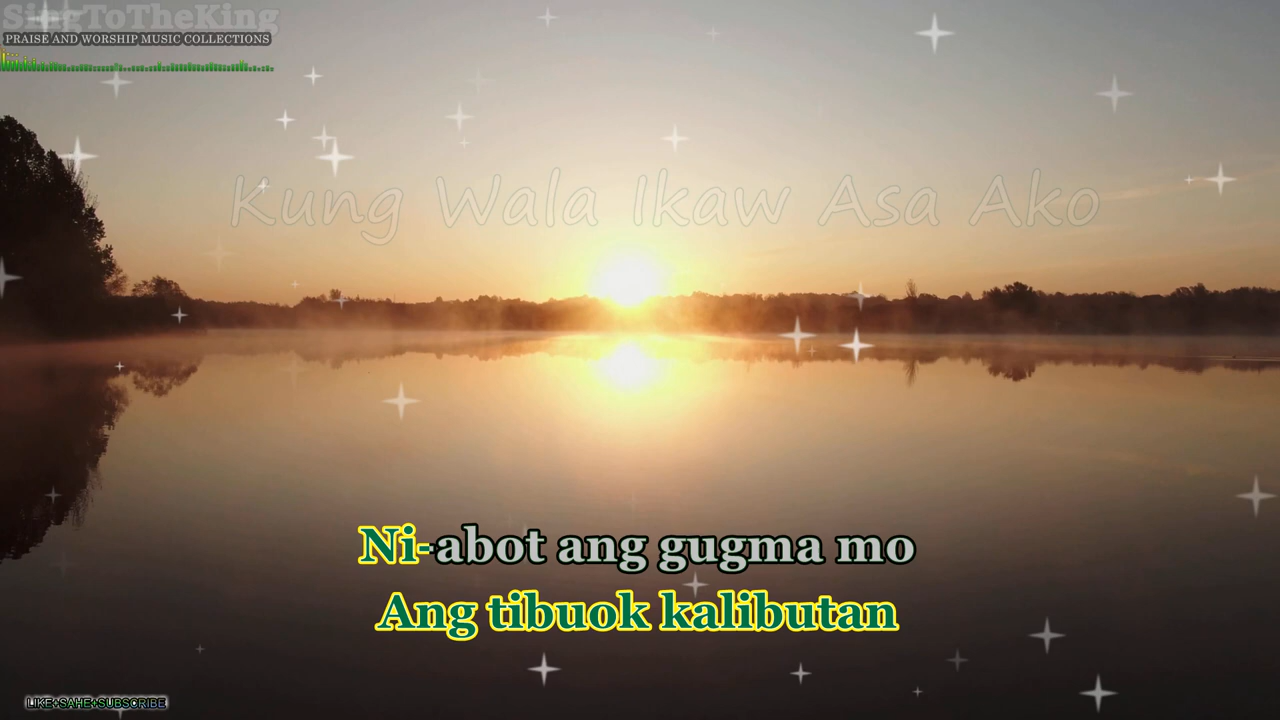 SingToTheKing
PRAISE AND WORSHIP MUSIC COLLECTIONS
Kung Wala Ikaw Asa Ako
Ni-abot ang gugma mo
Ang tibuok kalibutan
LIKE+SAHE+SUBSCRIBE